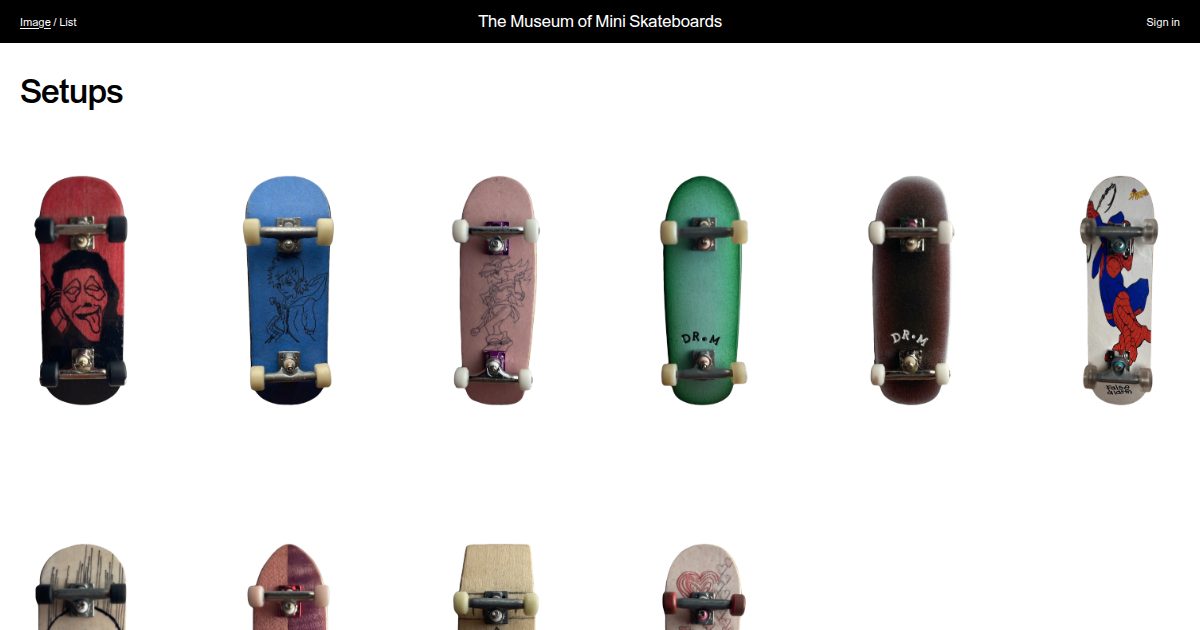 Image / List
The Museum of Mini Skateboards
Sign in
Setups
DR•M
DR•M